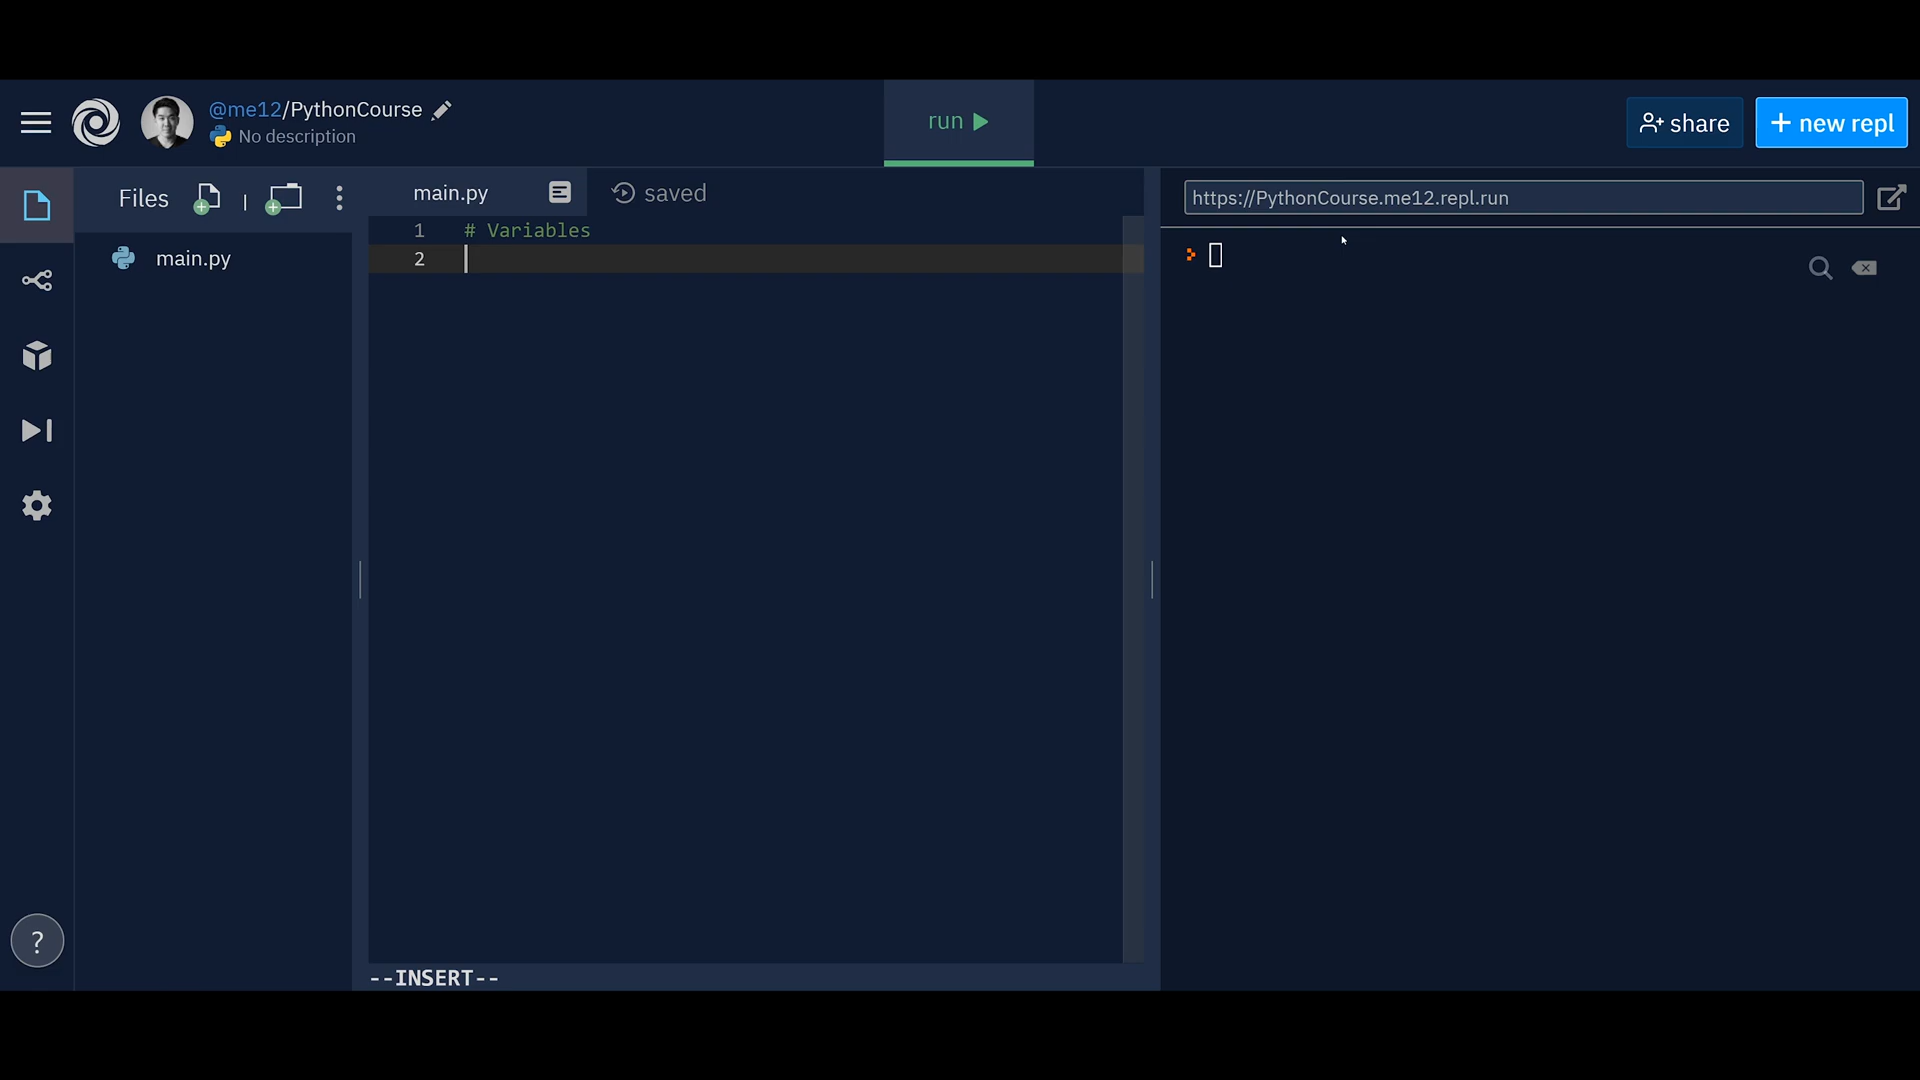 @me12/PythonCourse
No description
run
share
+ new repl
Files
main.py
main.py
saved
1 # Variables
2
https://PythonCourse.me12.repl.run
?
--INSERT--